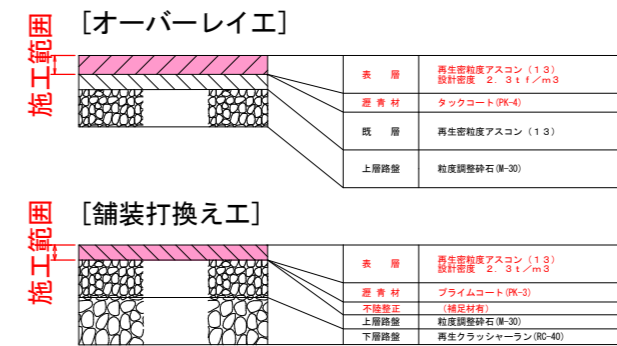 [オーバーレイ工]
施工範囲
表 層 再生密粒度アスコン（13）
設計密度 2．3tf／m3
瀝 青 材 タックコート(PK-4)
既 層 再生密粒度アスコン（13）
上層路盤 粒度調整砕石(M-30)
[舗装打換え工]
施工範囲
表 層 再生密粒度アスコン（13）
設計密度 2．3t／m3
瀝 青 材 プライムコート(PK-3)
不陸整正 （補足材有）
上層路盤 粒度調整砕石(M-30)
下層路盤 再生クラッシャーラン(RC-40)